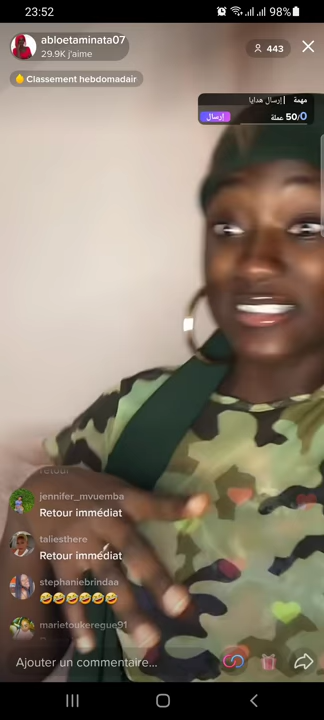 23:52
98%
abloetaminata07
29.9K j'aime
443
Classement hebdomadair
مهمة | إرسال هدايا
0/50 عملة
إرسال
retour
jennifer_mvuemba
Retour immédiat
taliesthere
Retour immédiat
stephaniebrindaa
🤣🤣🤣🤣🤣🤣
marietoukeregue91
Ajouter un commentaire...